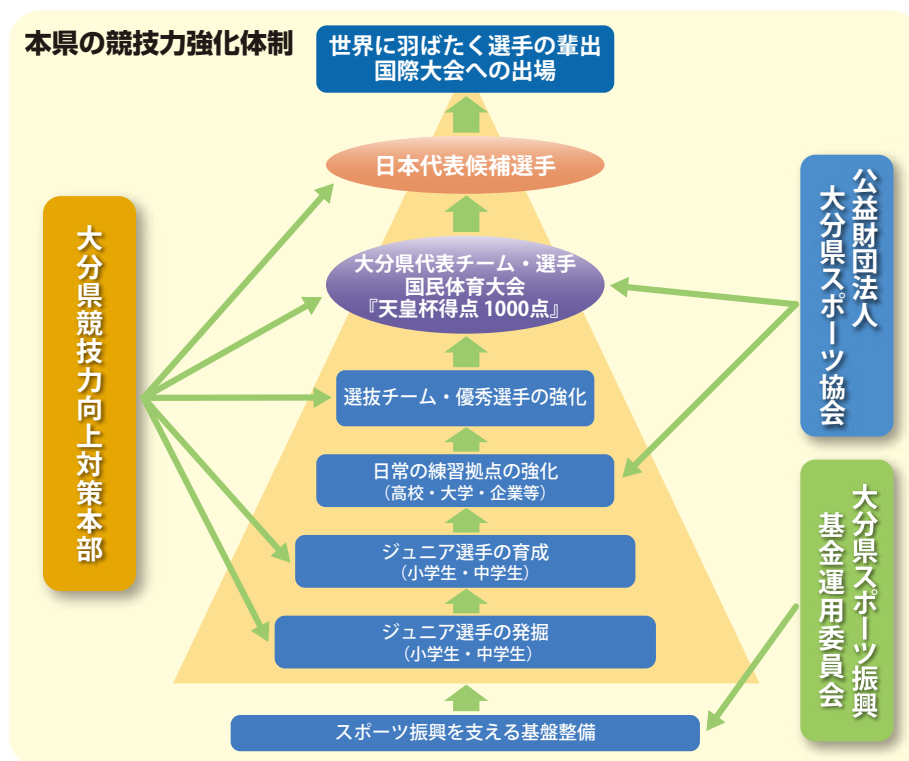 本県の競技力強化体制
世界に羽ばたく選手の輩出
国際大会への出場
日本代表候補選手
大分県代表チーム・選手
国民体育大会
『天皇杯得点 1000点』
選抜チーム・優秀選手の強化
日常の練習拠点の強化
（高校・大学・企業等）
ジュニア選手の育成
（小学生・中学生）
ジュニア選手の発掘
（小学生・中学生）
スポーツ振興を支える基盤整備
大分県競技力向上対策本部
公益財団法人
大分県スポーツ協会
大分県スポーツ振興
基金運用委員会